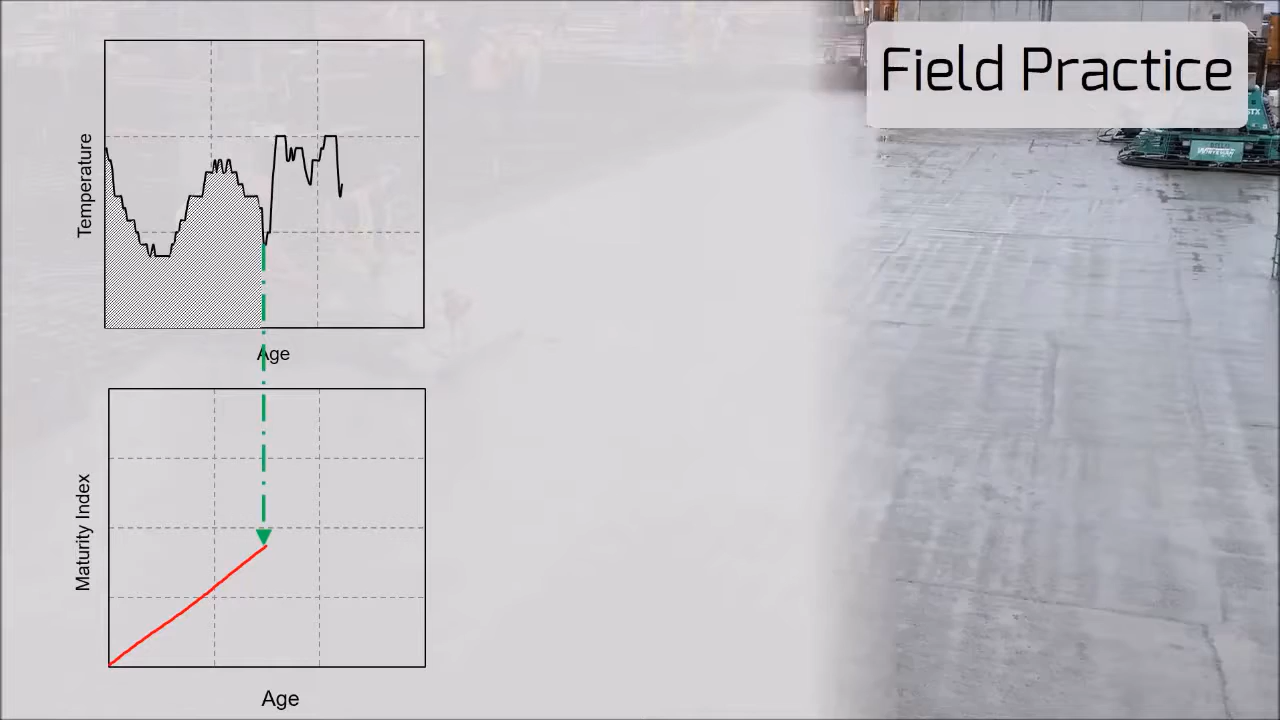 Field Practice
Temperature
Age
Maturity Index
Age